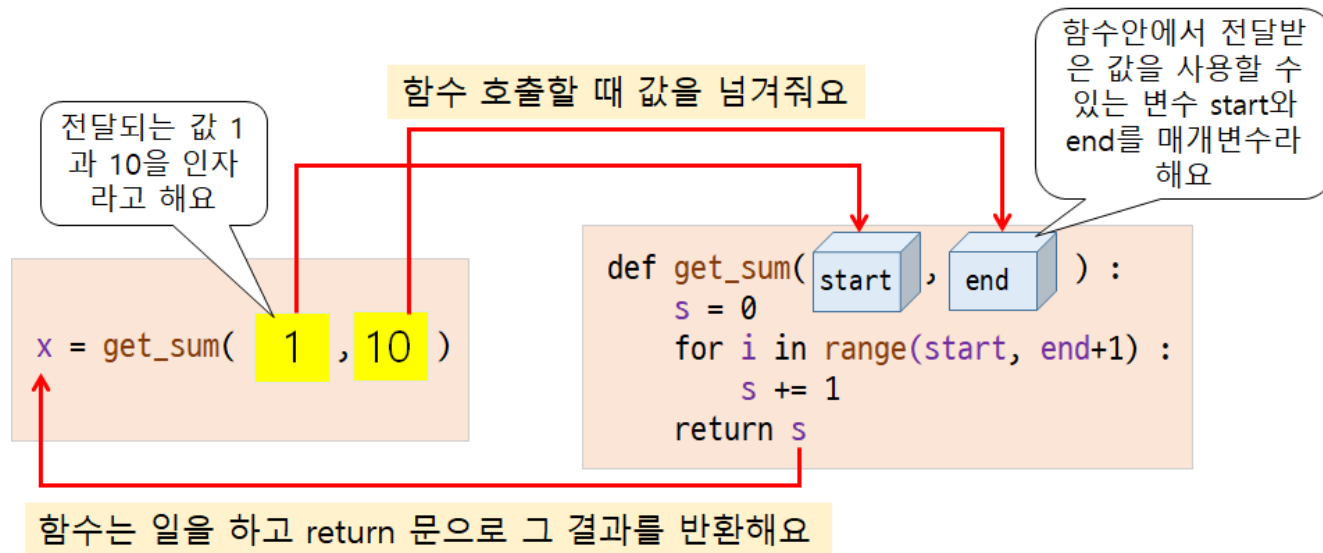 함수 호출할 때 값을 넘겨줘요
전달되는 값 1
과 10을 인자
라고 해요
함수안에서 전달받
은 값을 사용할 수
있는 변수 start와
end를 매개변수라
해요
x = get_sum( 1 , 10 )
def get_sum( start , end ) :
s = 0
for i in range(start, end+1) :
s += 1
return s
함수는 일을 하고 return 문으로 그 결과를 반환해요